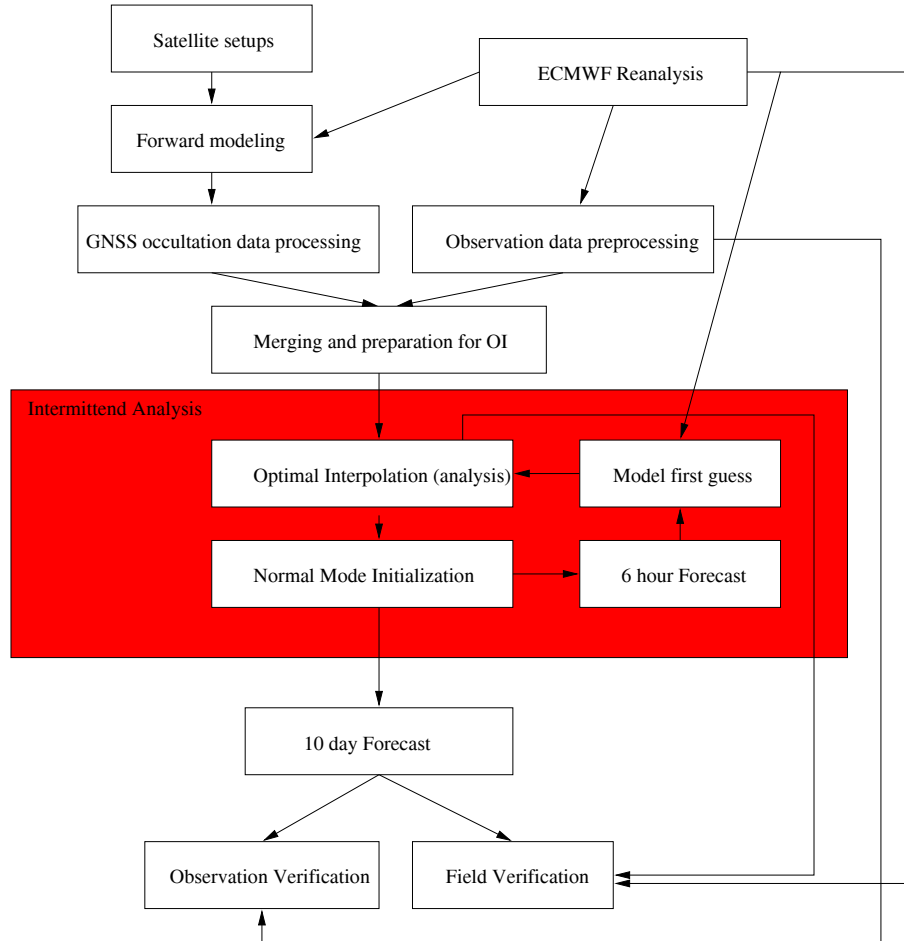 Satellite setups
ECMWF Reanalysis
Forward modeling
GNSS occultation data processing
Observation data preprocessing
Merging and preparation for OI
Intermittend Analysis
Optimal Interpolation (analysis)
Model first guess
Normal Mode Initialization
6 hour Forecast
10 day Forecast
Observation Verification
Field Verification